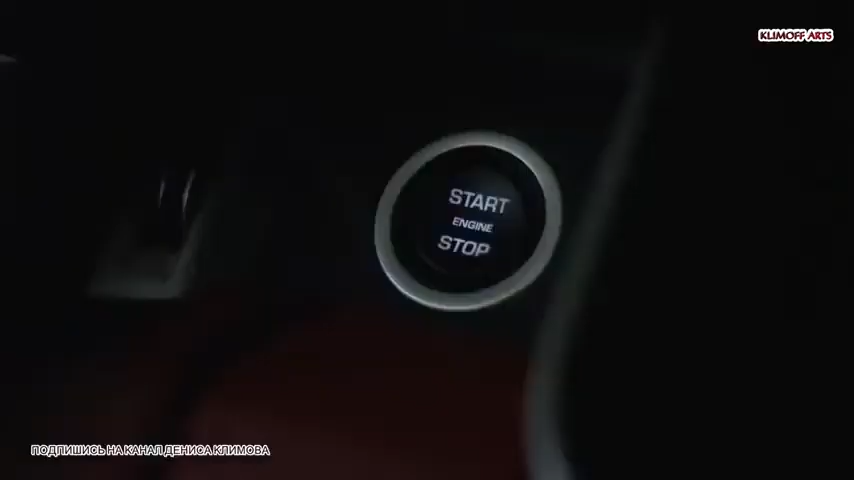 KLIMOFF ARTS
START
ENGINE
STOP
ПОДПИШИСЬ НА КАНАЛ ДЕНИСА КЛИМОВА